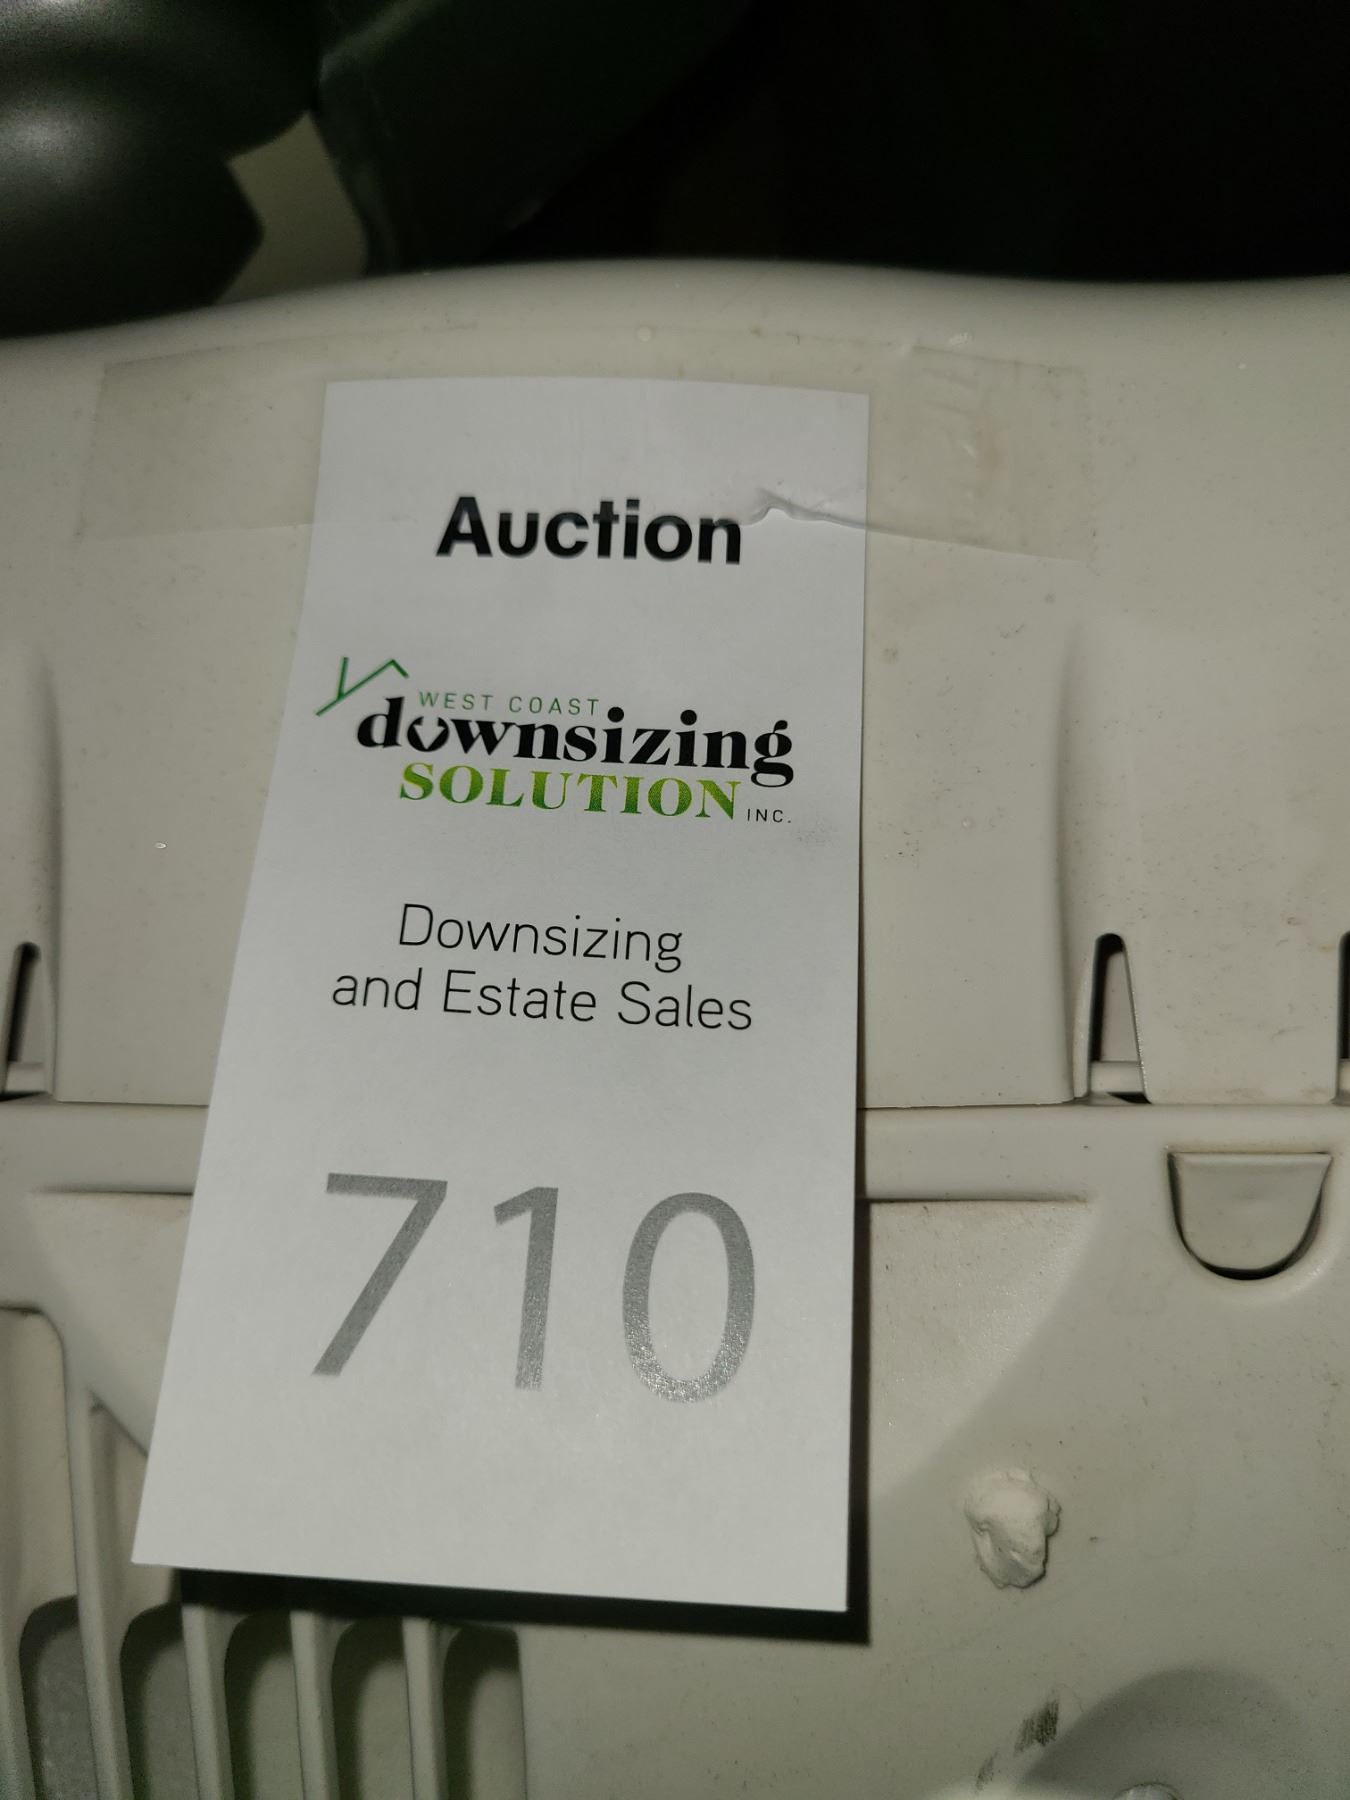 Auction
WEST COAST
downsizing
SOLUTION INC.
Downsizing
and Estate Sales
710